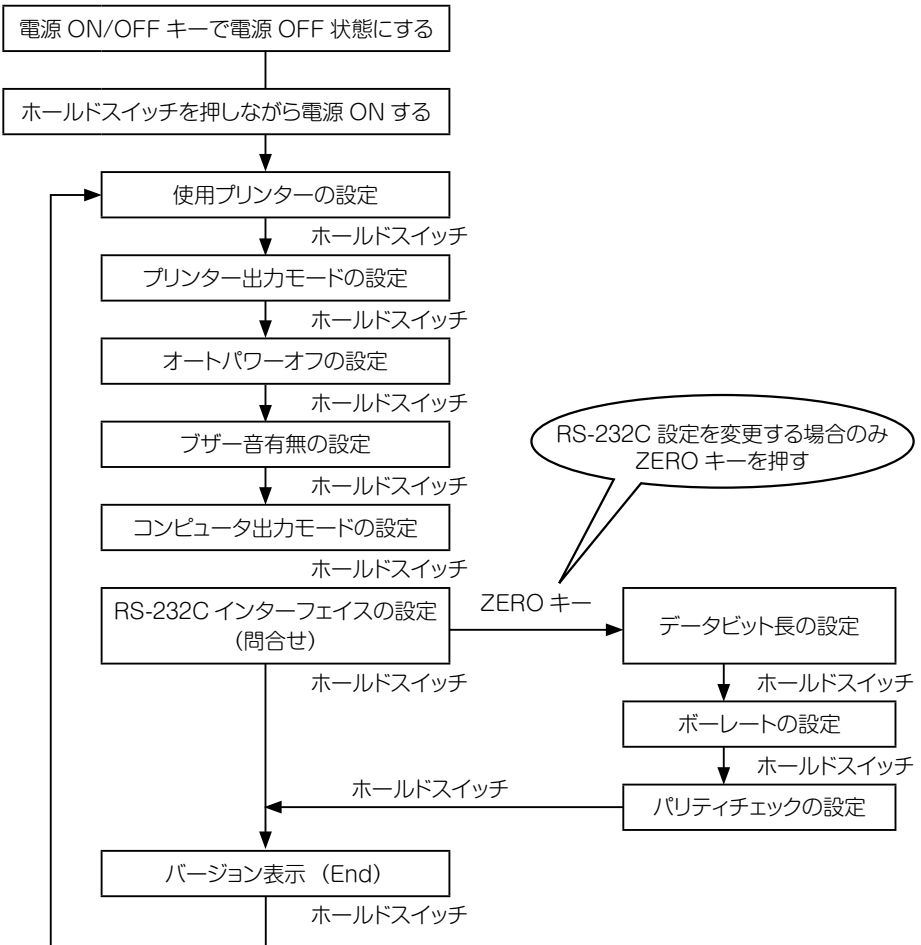 電源 ON/OFF キーで電源 OFF 状態にする
ホールドスイッチを押しながら電源 ON する
使用プリンターの設定
ホールドスイッチ
プリンター出力モードの設定
ホールドスイッチ
オートパワーオフの設定
ホールドスイッチ
ブザー音有無の設定
ホールドスイッチ
コンピュータ出力モードの設定
ホールドスイッチ
RS-232C 設定を変更する場合のみ
ZERO キーを押す
RS-232C インターフェイスの設定
(問合せ)
ZERO キー
データビット長の設定
ホールドスイッチ
ホールドスイッチ
ボーレートの設定
ホールドスイッチ
パリティチェックの設定
ホールドスイッチ
バージョン表示 (End)
ホールドスイッチ